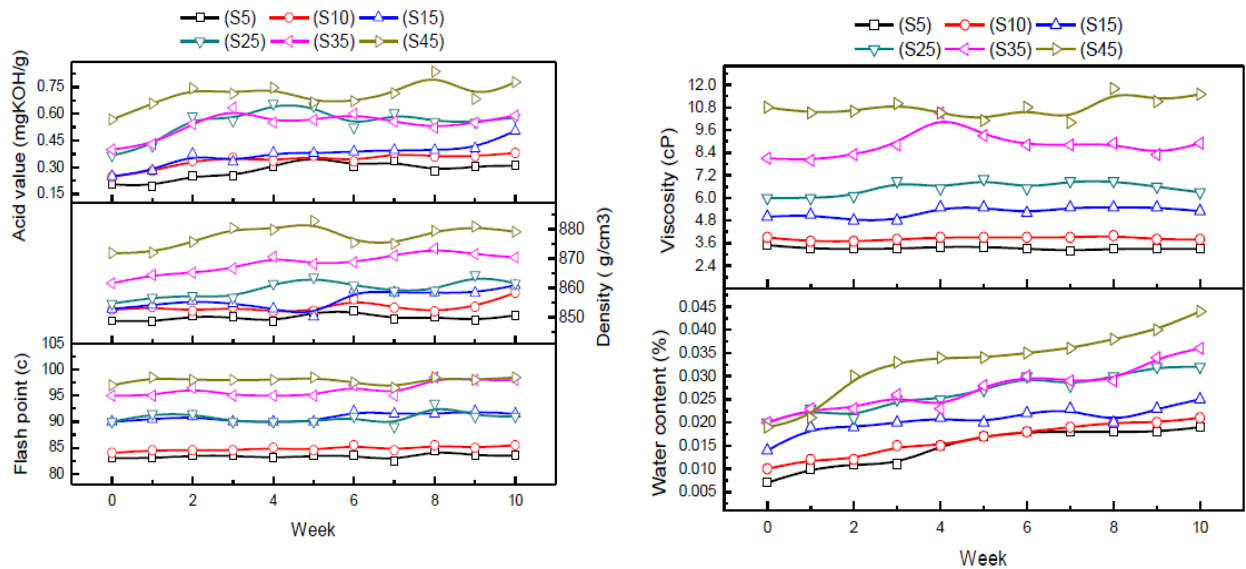 (S5) (S10) (S15)
(S25) (S35) (S45)
Acid value (mgKOH/g)
0.75
0.60
0.45
0.30
0.15
Density ( g/cm3)
880
870
860
850
Flash point (c)
105
100
95
90
85
80
0 2 4 6 8 10
Week
(S5) (S10) (S15)
(S25) (S35) (S45)
Viscosity (cP)
12.0
10.8
9.6
8.4
7.2
6.0
4.8
3.6
2.4
Water content (%)
0.045
0.040
0.035
0.030
0.025
0.020
0.015
0.010
0.005
0 2 4 6 8 10
Week